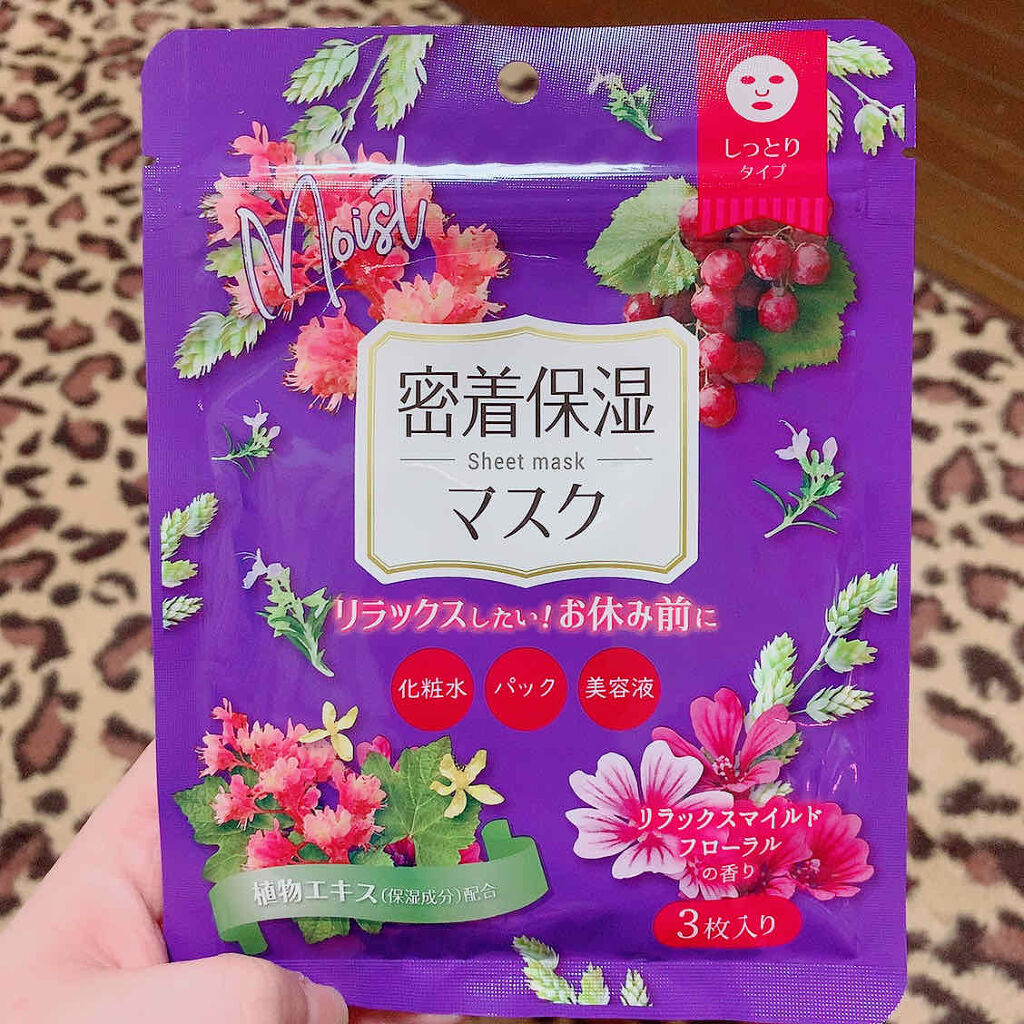 しっとり
タイプ
Moist
密着保湿
Sheet mask
マスク
リラックスしたい!お休み前に
化粧水
パック
美容液
リラックスマイルド
フローラル
の香り
植物エキス(保湿成分)配合
3枚入り